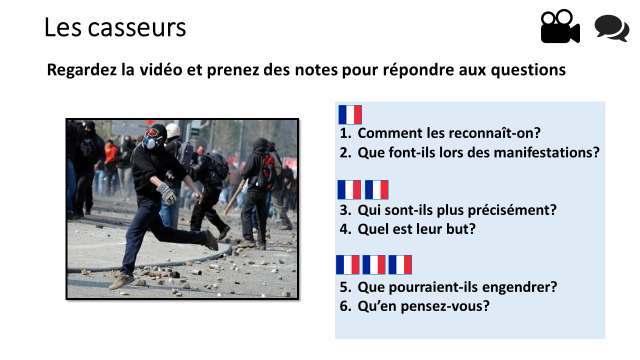 Les casseurs
Regardez la vidéo et prenez des notes pour répondre aux questions
1. Comment les reconnaît-on?
2. Que font-ils lors des manifestations?
3. Qui sont-ils plus précisément?
4. Quel est leur but?
5. Que pourraient-ils engendrer?
6. Qu'en pensez-vous?